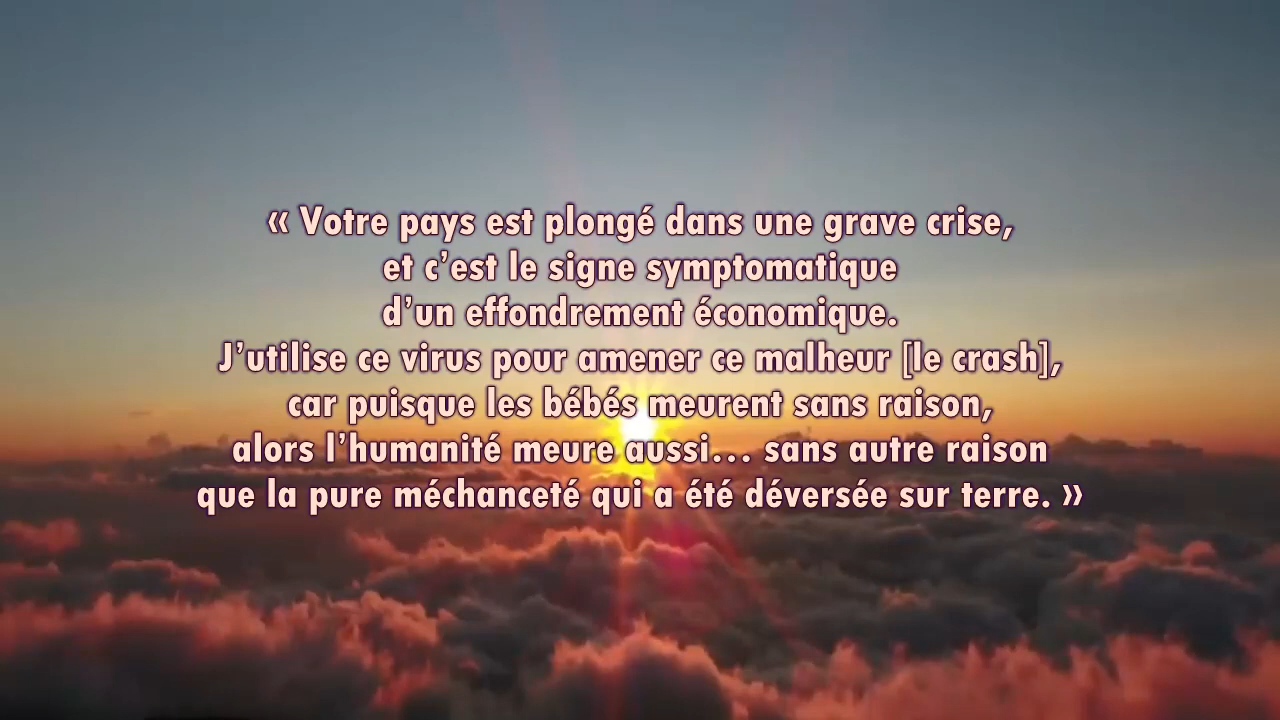 « Votre pays est plongé dans une grave crise,
et c’est le signe symptomatique
d’un effondrement économique.
J’utilise ce virus pour amener ce malheur [le crash],
car puisque les bébés meurent sans raison,
alors l’humanité meure aussi… sans autre raison
que la pure méchanceté qui a été déversée sur terre. »